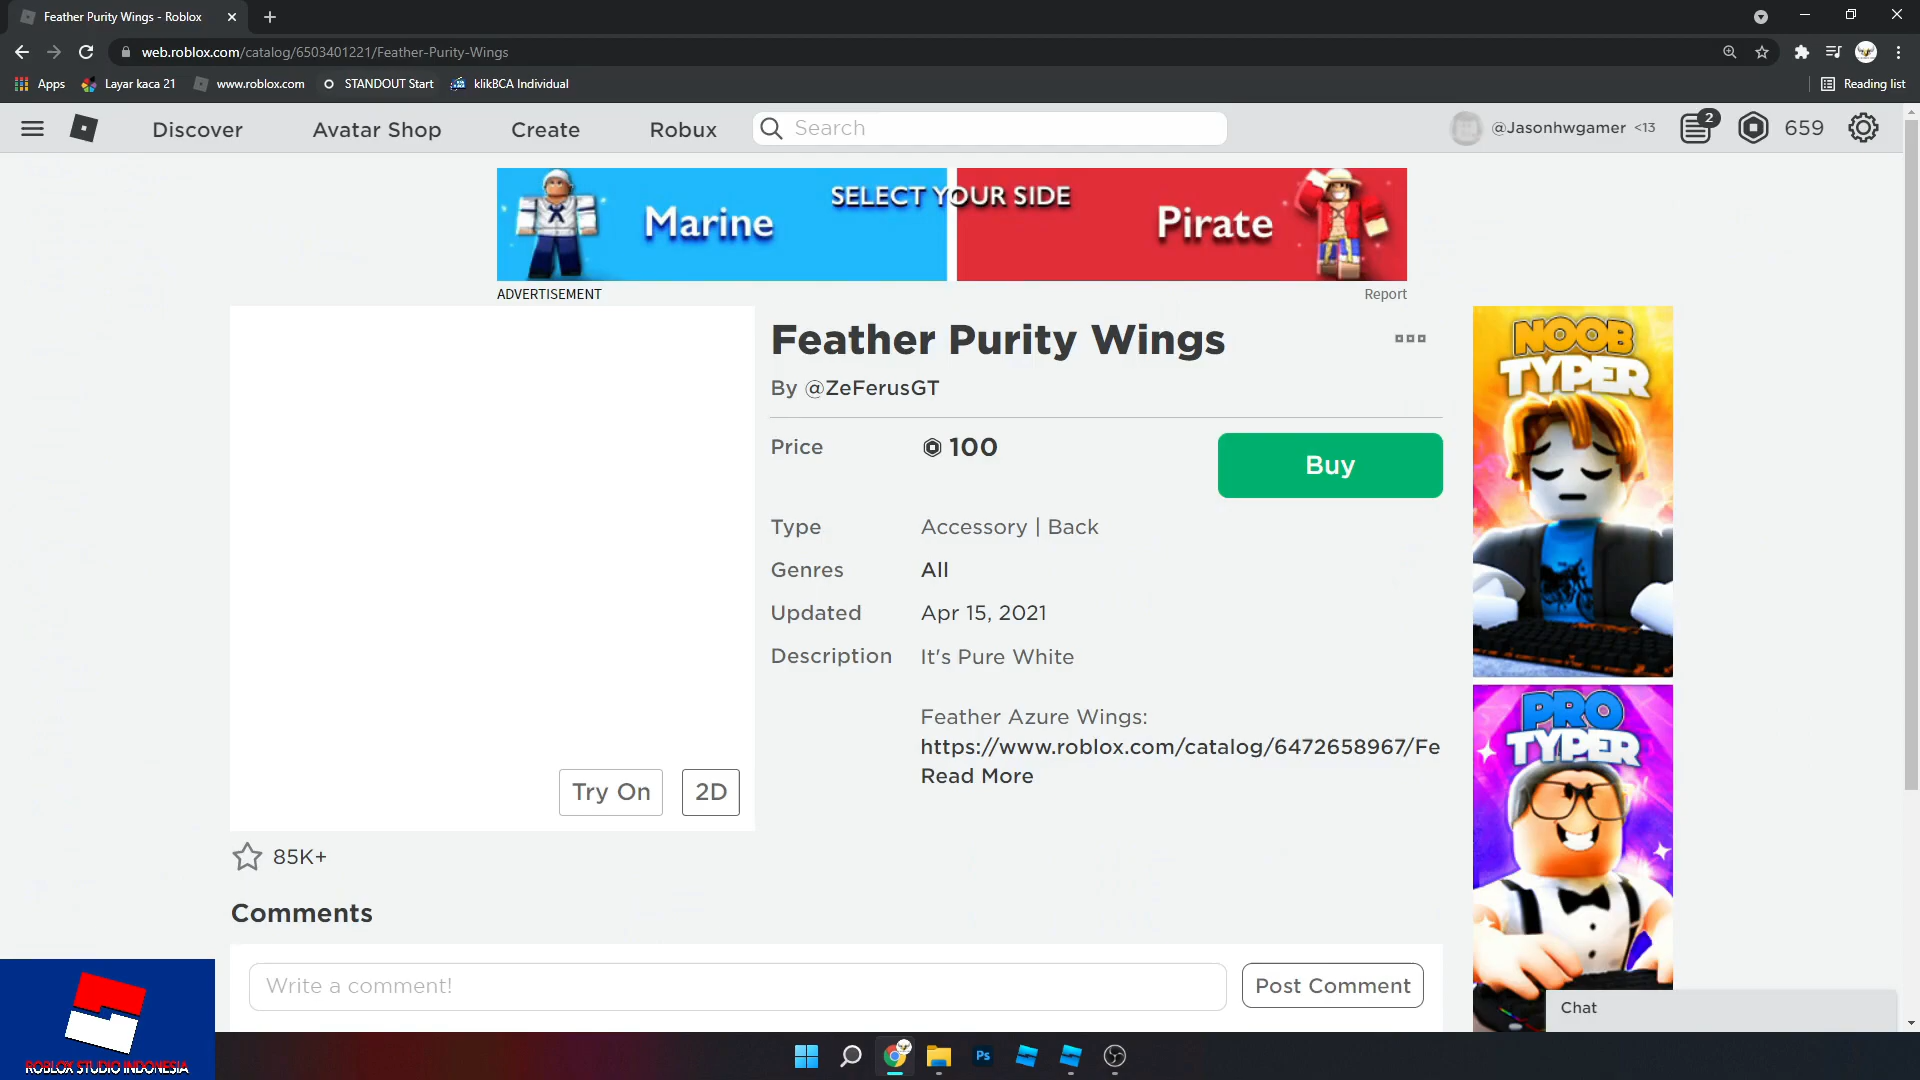 Feather Purity Wings - Roblox
web.roblox.com/catalog/6503401221/Feather-Purity-Wings
Apps
Layar kaca 21
www.roblox.com
STANDOUT Start
klikBCA Individual
Reading list
Discover
Avatar Shop
Create
Robux
Search
@Jasonhwgamer <13
2
659
SELECT YOUR SIDE
Marine
Pirate
ADVERTISEMENT
Report
Feather Purity Wings
By @ZeFerusGT
Price 100
Buy
Type Accessory | Back
Genres All
Updated Apr 15, 2021
Description It's Pure White
Feather Azure Wings:
https://www.roblox.com/catalog/6472658967/Fe
Read More
Try On
2D
85K+
NOOB
TYPER
PRO
TYPER
Comments
Write a comment!
Post Comment
Chat
ROBLOX STUDIO INDONESIA
Ps